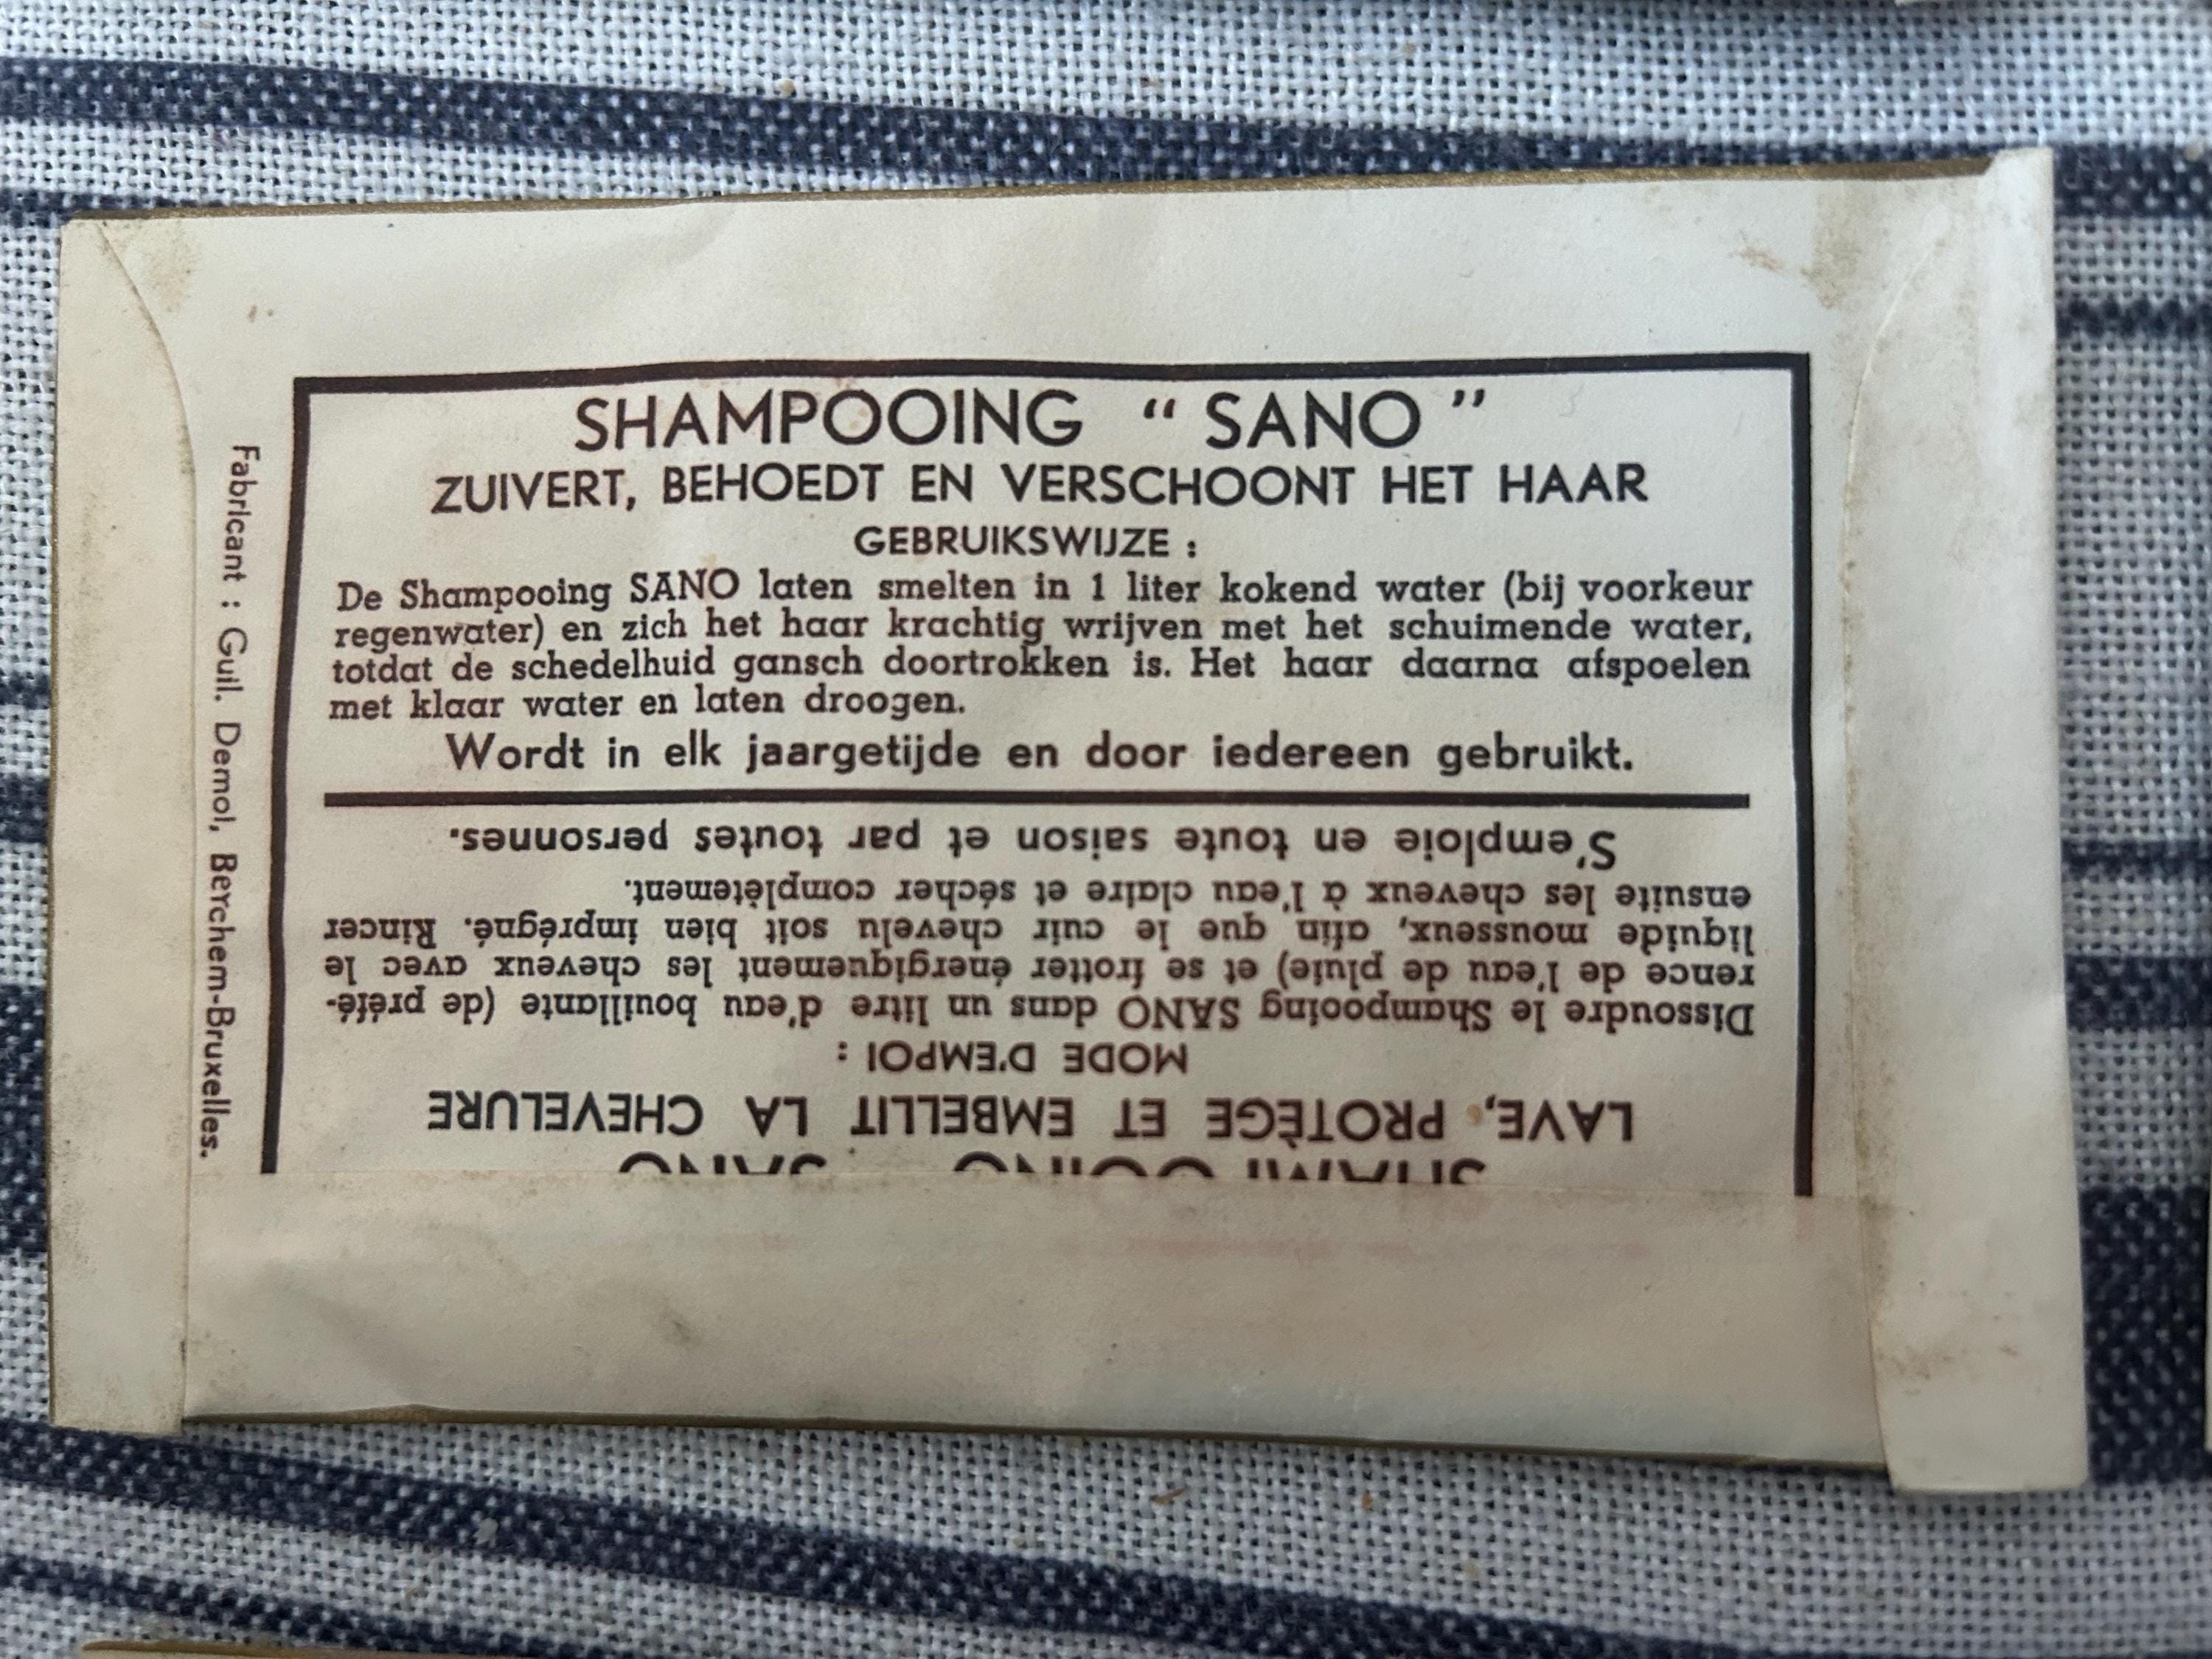 SHAMPOOING “ SANO ”
ZUIVERT, BEHOEDT EN VERSCHOONT HET HAAR
GEBRUIKSWIJZE :
De Shampooing SANO laten smelten in 1 liter kokend water (bij voorkeur
regenwater) en zich het haar krachtig wrijven met het schuimende water,
totdat de schedelhuid gansch doortrokken is. Het haar daarna afspoelen
met klaar water en laten droogen.
Wordt in elk jaargetijde en door iedereen gebruikt.
SHAMPOOING SANO
LAVE, PROTÈGE ET EMBELLIT LA CHEVELURE
MODE D'EMPOI :
Dissoudre le Shampooing SANO dans un litre d'eau bouillante (de préfé-
rence de l'eau de pluie) et se frotter énergiquement les cheveux avec le
liquide mousseux, afin que le cuir chevelu soit bien imprégné. Rincer
ensuite les cheveux à l'eau claire et sécher complètement.
S'emploie en toute saison et par toutes personnes.
Fabricant : Guil. Demol, Berchem-Bruxelles.